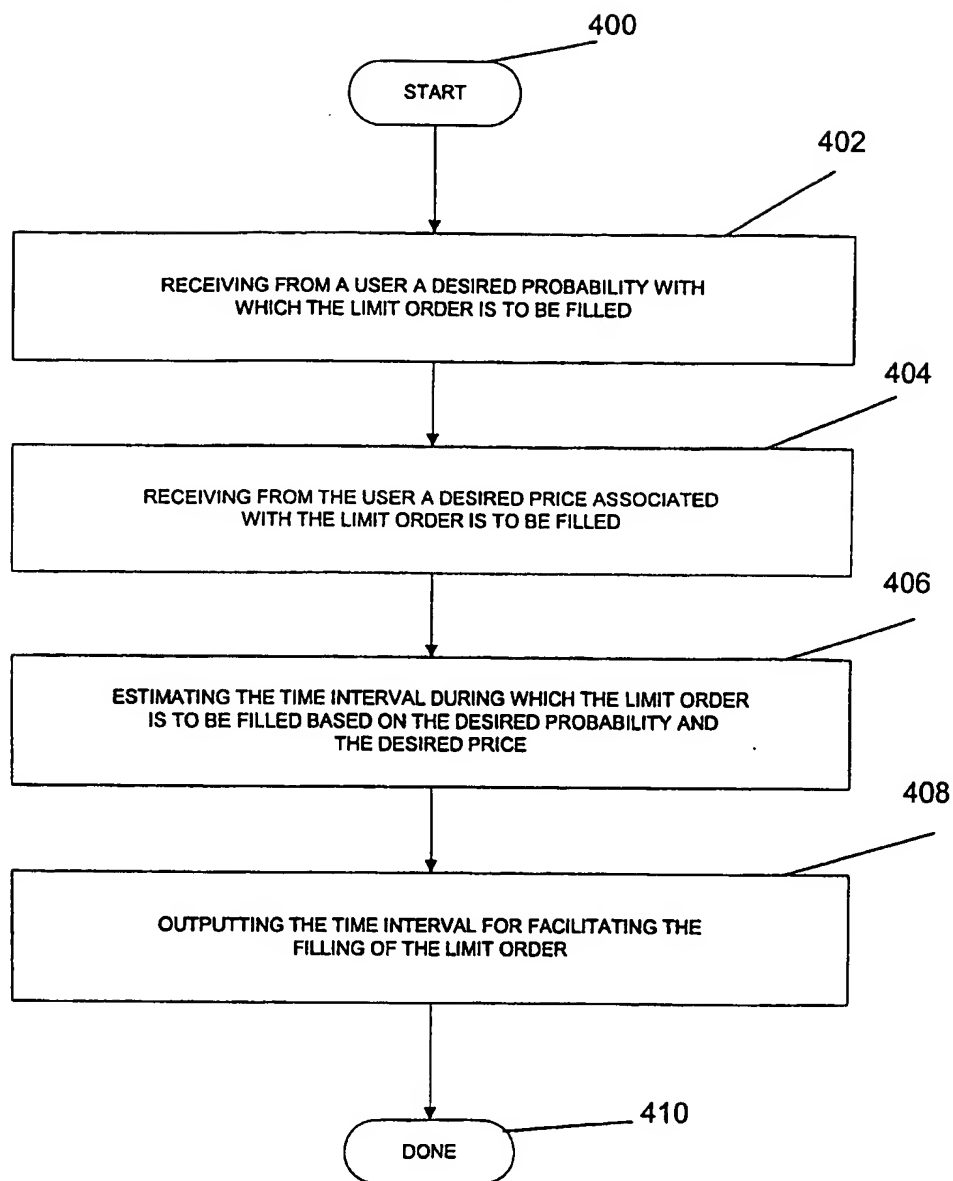 400
START
402
RECEIVING FROM A USER A DESIRED PROBABILITY WITH
WHICH THE LIMIT ORDER IS TO BE FILLED
404
RECEIVING FROM THE USER A DESIRED PRICE ASSOCIATED
WITH THE LIMIT ORDER IS TO BE FILLED
406
ESTIMATING THE TIME INTERVAL DURING WHICH THE LIMIT ORDER
IS TO BE FILLED BASED ON THE DESIRED PROBABILITY AND
THE DESIRED PRICE
408
OUTPUTTING THE TIME INTERVAL FOR FACILITATING THE
FILLING OF THE LIMIT ORDER
410
DONE